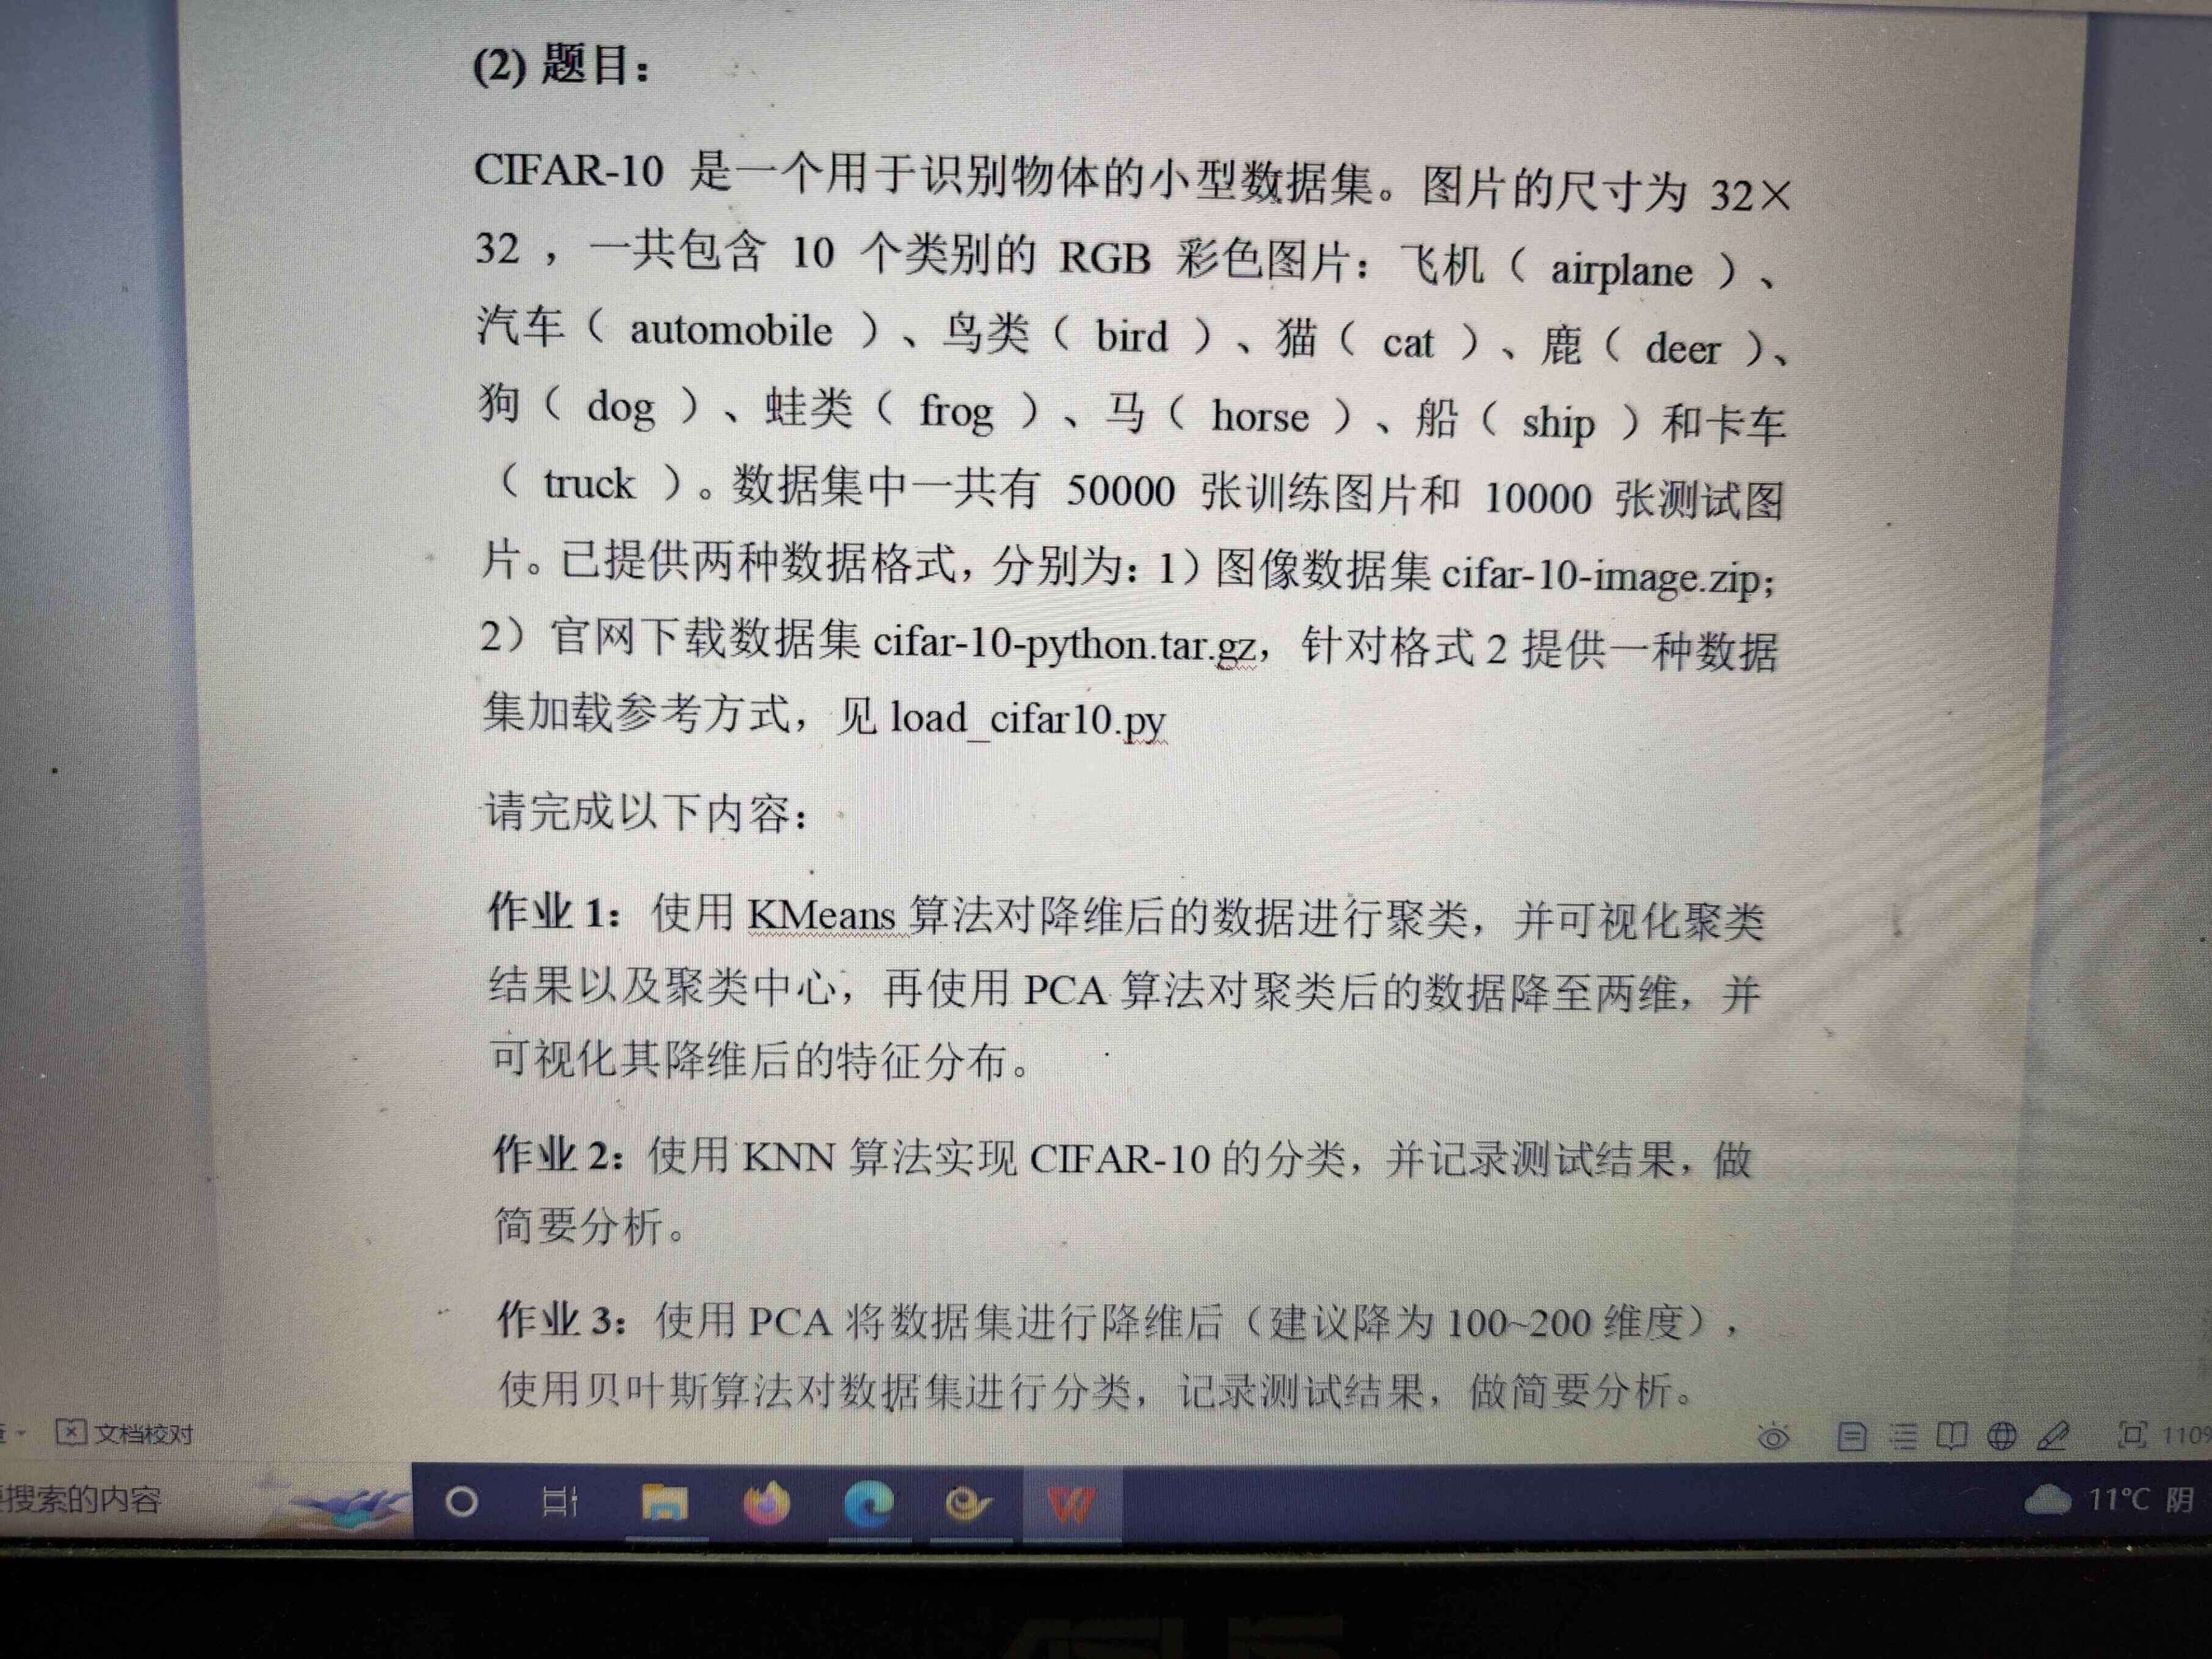 (2) 题目：
CIFAR-10 是一个用于识别物体的小型数据集。图片的尺寸为 32×
32 ，一共包含 10 个类别的 RGB 彩色图片：飞机（ airplane ）、
汽车（ automobile ）、鸟类（ bird ）、猫（ cat ）、鹿（ deer ）、
狗（ dog ）、蛙类（ frog ）、马（ horse ）、船（ ship ）和卡车
（ truck ）。数据集中一共有 50000 张训练图片和 10000 张测试图
片。已提供两种数据格式，分别为：1）图像数据集 cifar-10-image.zip；
2）官网下载数据集 cifar-10-python.tar.gz，针对格式 2 提供一种数据
集加载参考方式，见 load_cifar10.py
请完成以下内容：
作业 1：使用 KMeans 算法对降维后的数据进行聚类，并可视化聚类
结果以及聚类中心，再使用 PCA 算法对聚类后的数据降至两维，并
可视化其降维后的特征分布。
作业 2：使用 KNN 算法实现 CIFAR-10 的分类，并记录测试结果，做
简要分析。
作业 3：使用 PCA 将数据集进行降维后（建议降为 100~200 维度），
使用贝叶斯算法对数据集进行分类，记录测试结果，做简要分析。
文档校对
110%
搜索的内容
11℃ 阴